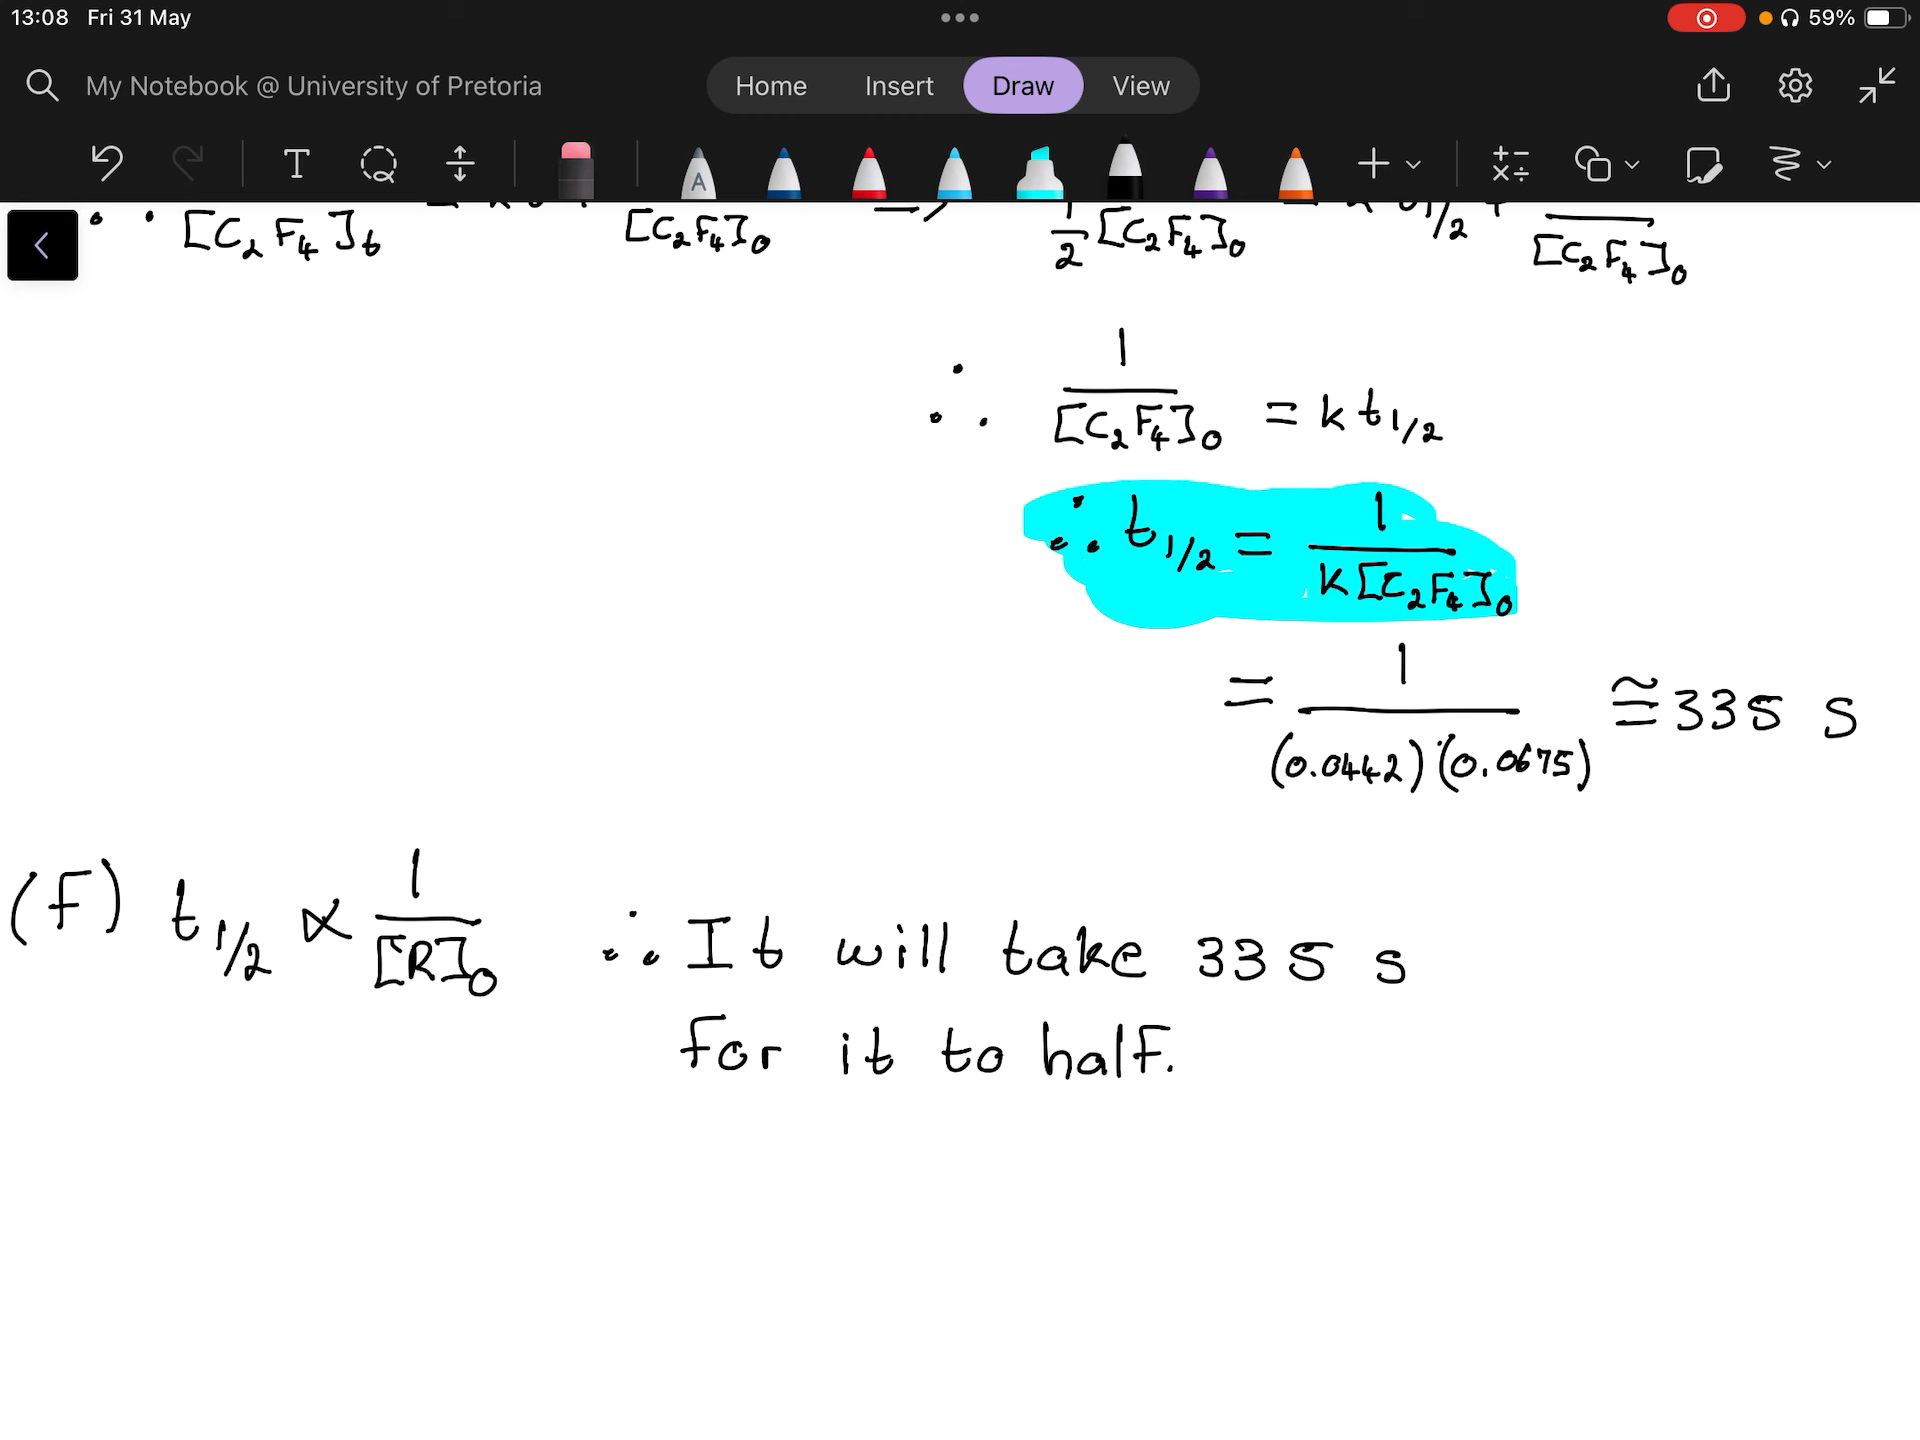 13:08 Fri 31 May
59%
My Notebook @ University of Pretoria
Home Insert Draw View
T A
[C₂F₄]t [C₂F₄]₀ ⇒ 1/2[C₂F₄]₀ [C₂F₄]₀
∴ 1/[C₂F₄]₀ = kt1/2
∴ t1/2 = 1/k[C₂F₄]₀
= 1/(0.0442)(0.0675) ≅ 335 s
(F) t1/2 ∝ 1/[R]₀ ∴ It will take 335 s
for it to half.